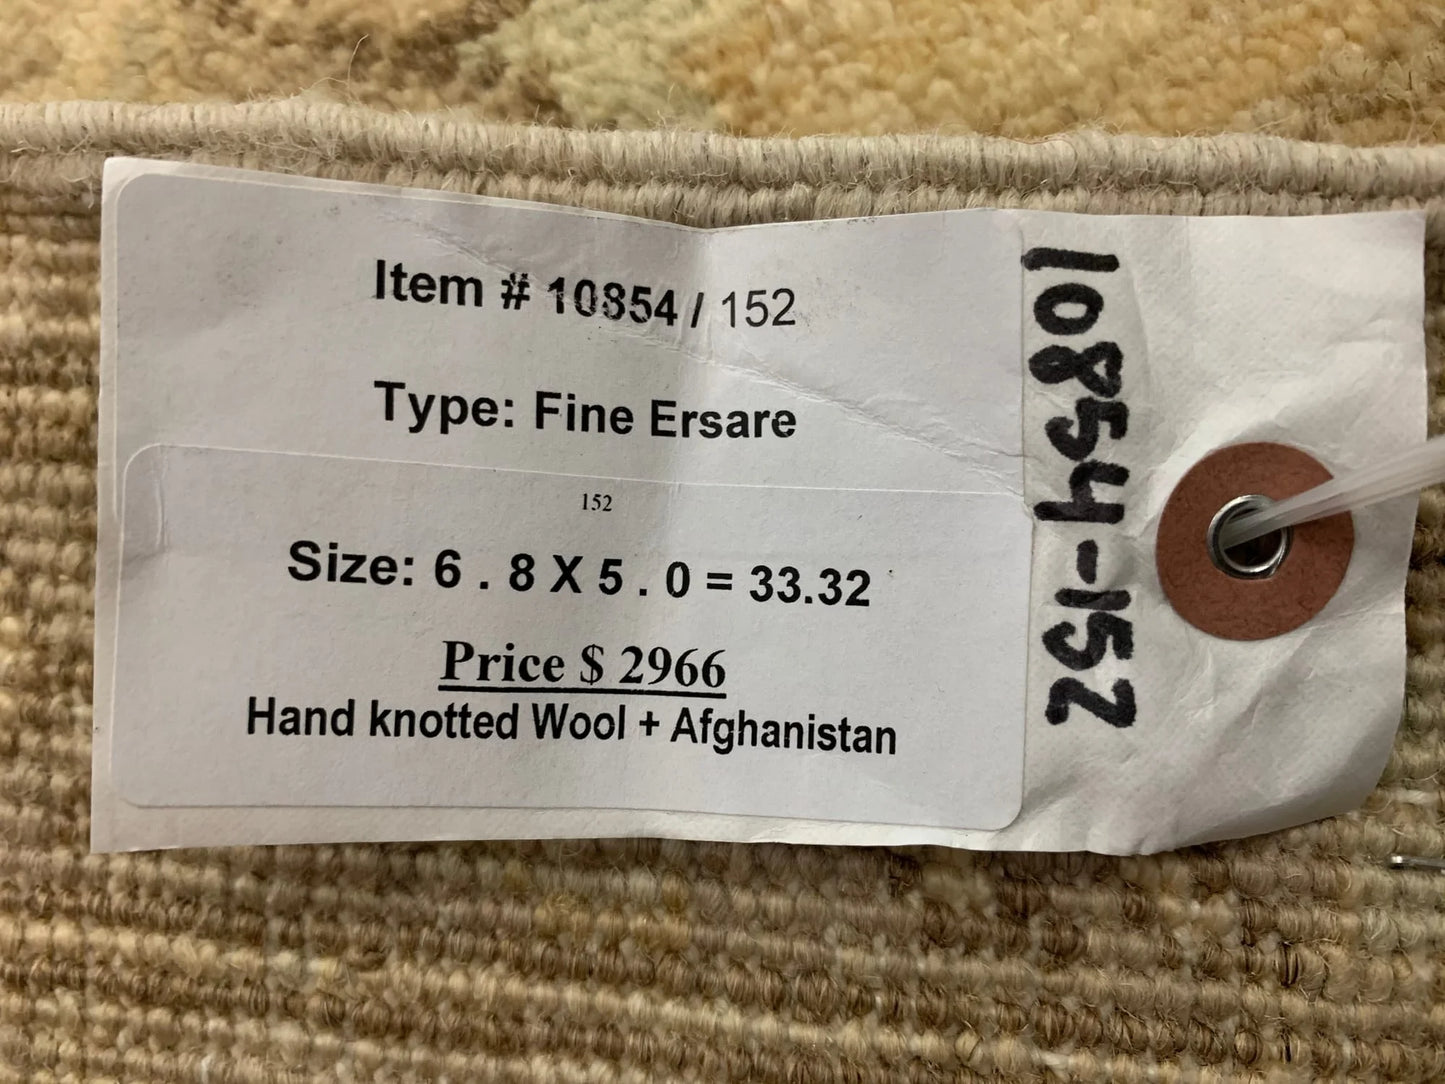 Item # 10854 / 152
Type: Fine Ersare
152
Size: 6 . 8 X 5 . 0 = 33.32
Price $ 2966
Hand knotted Wool + Afghanistan
10854-152